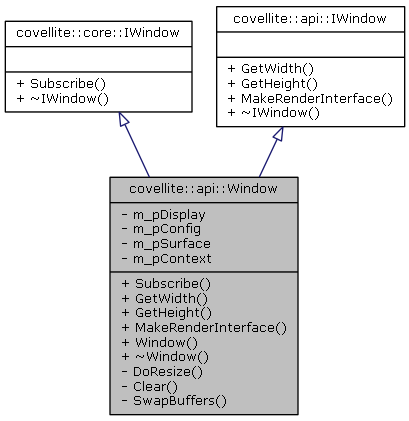 covellite::core::IWindow
+ Subscribe()
+ ~IWindow()
covellite::api::IWindow
+ GetWidth()
+ GetHeight()
+ MakeRenderInterface()
+ ~IWindow()
covellite::api::Window
- m_pDisplay
- m_pConfig
- m_pSurface
- m_pContext
+ Subscribe()
+ GetWidth()
+ GetHeight()
+ MakeRenderInterface()
+ Window()
+ ~Window()
- DoResize()
- Clear()
- SwapBuffers()